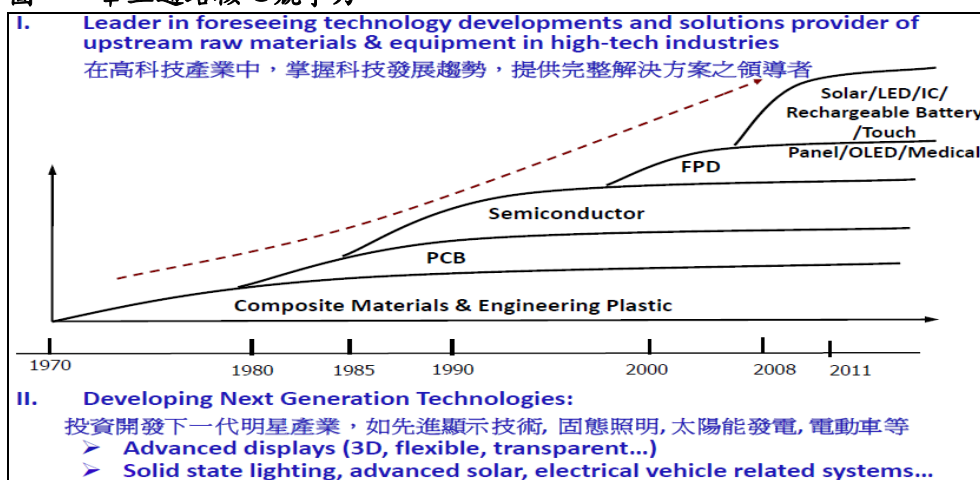 I. Leader in foreseeing technology developments and solutions provider of
upstream raw materials & equipment in high-tech industries
在高科技產業中，掌握科技發展趨勢，提供完整解決方案之領導者
Solar/LED/IC/
Rechargeable Battery
/Touch
Panel/OLED/Medical
FPD
Semiconductor
PCB
Composite Materials & Engineering Plastic
1970 1980 1985 1990 2000 2008 2011
II. Developing Next Generation Technologies:
投資開發下一代明星產業，如先進顯示技術, 固態照明, 太陽能發電, 電動車等
➢ Advanced displays (3D, flexible, transparent...)
➢ Solid state lighting, advanced solar, electrical vehicle related systems...